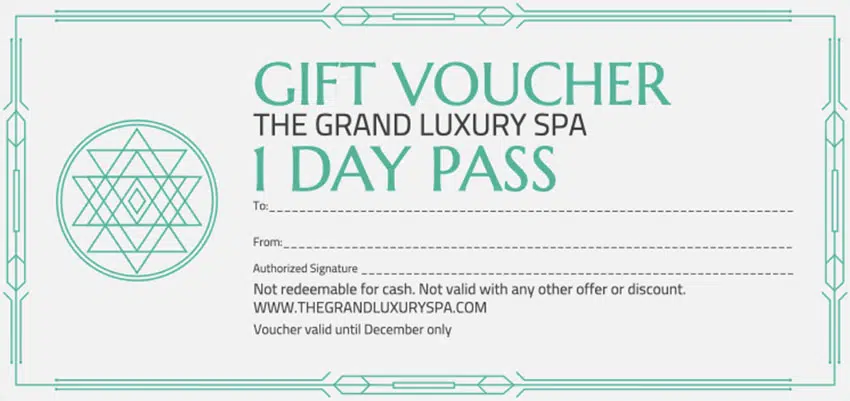 GIFT VOUCHER
THE GRAND LUXURY SPA
1 DAY PASS
To:
From:
Authorized Signature
Not redeemable for cash. Not valid with any other offer or discount.
WWW.THEGRANDLUXURYSPA.COM
Voucher valid until December only